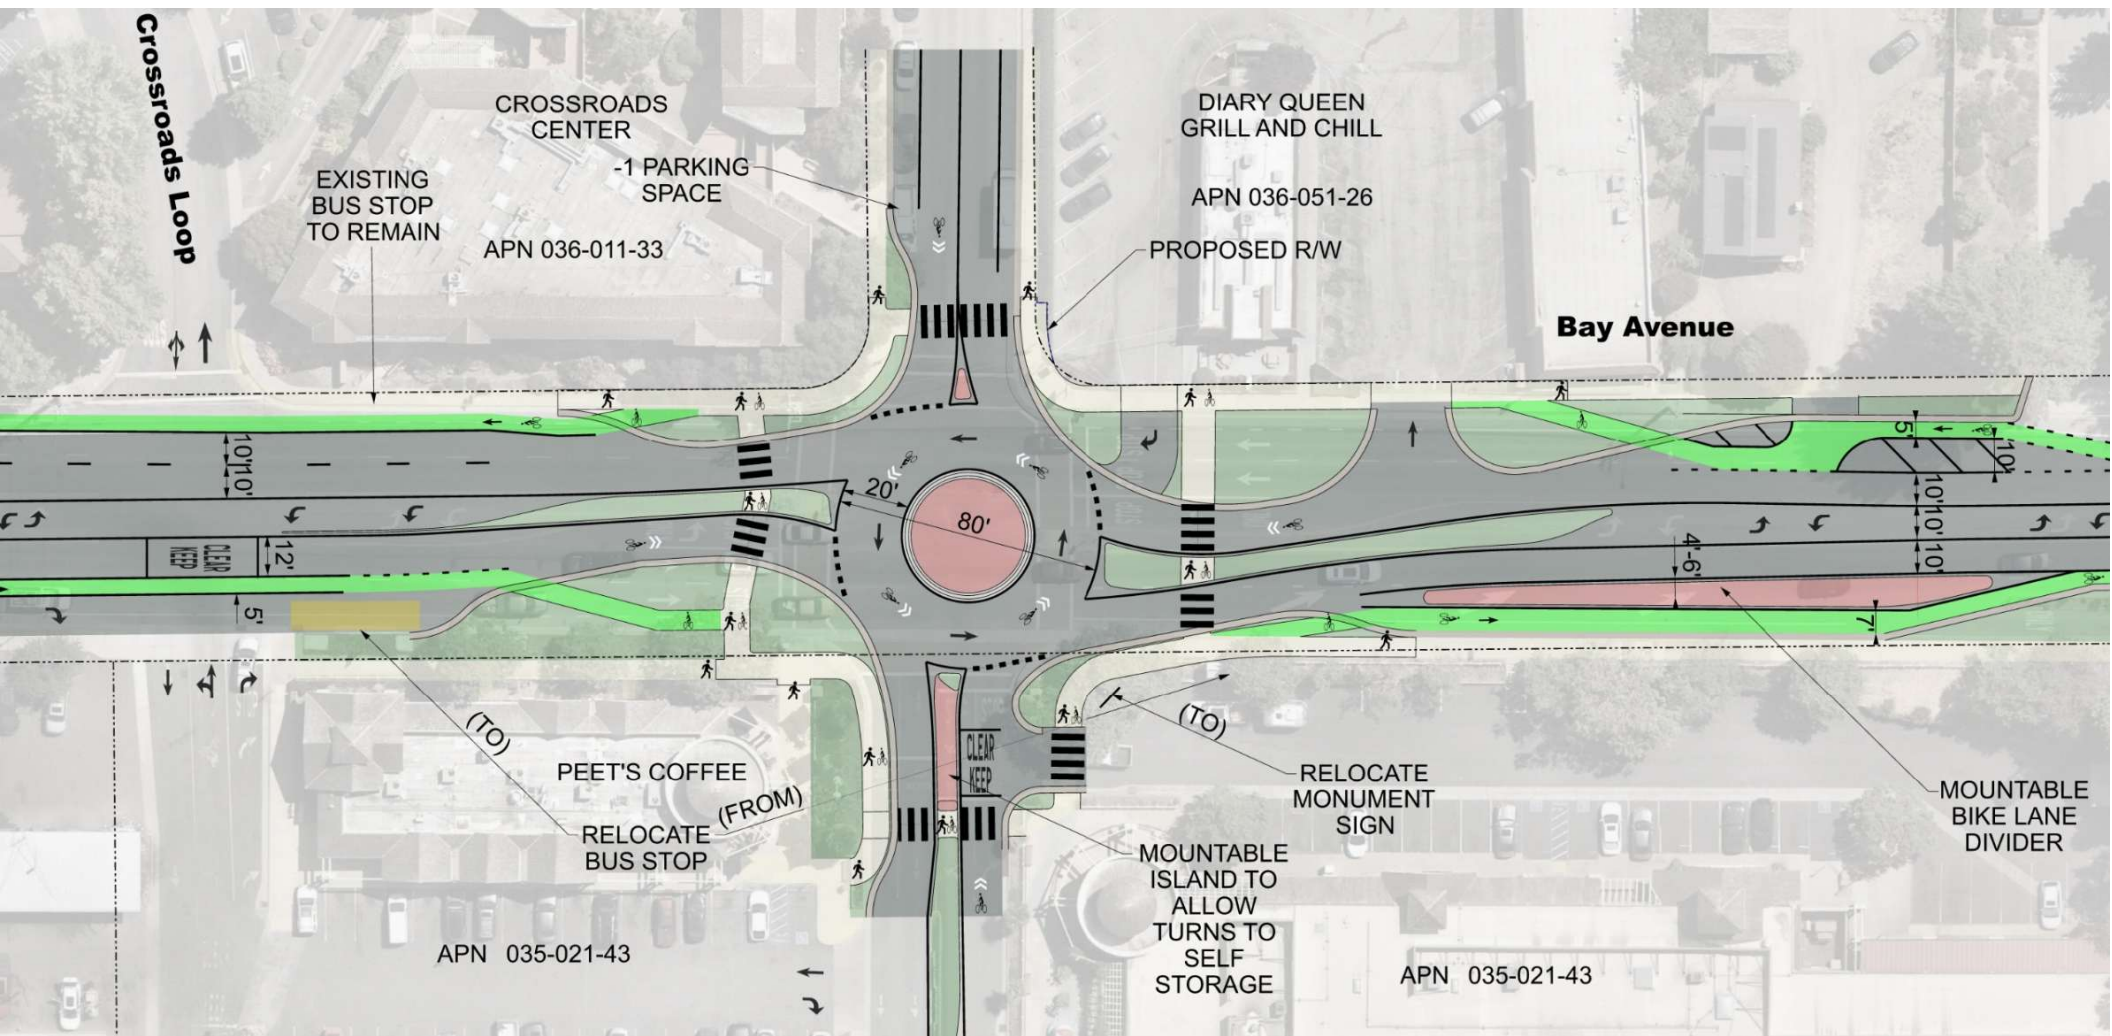 Crossroads Loop
CROSSROADS
CENTER
-1 PARKING
SPACE
EXISTING
BUS STOP
TO REMAIN
APN 036-011-33
DIARY QUEEN
GRILL AND CHILL
APN 036-051-26
PROPOSED R/W
Bay Avenue
10'
10'
CLEAR
KEEP
12'
5'
20'
80'
5'
10'
10'
10'
10'
4'-6'
7'
(TO)
PEET'S COFFEE
(FROM)
RELOCATE
BUS STOP
CLEAR
KEEP
(TO)
RELOCATE
MONUMENT
SIGN
MOUNTABLE
ISLAND TO
ALLOW
TURNS TO
SELF
STORAGE
MOUNTABLE
BIKE LANE
DIVIDER
APN 035-021-43
APN 035-021-43